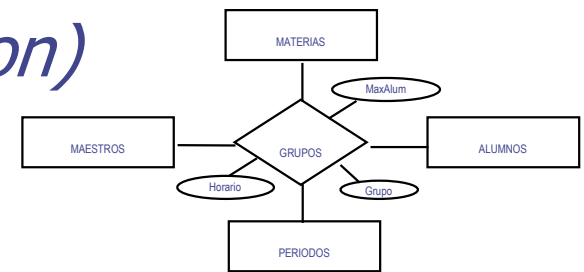 on)
MATERIAS
MaxAlum
MAESTROS
GRUPOS
ALUMNOS
Horario
Grupo
PERIODOS